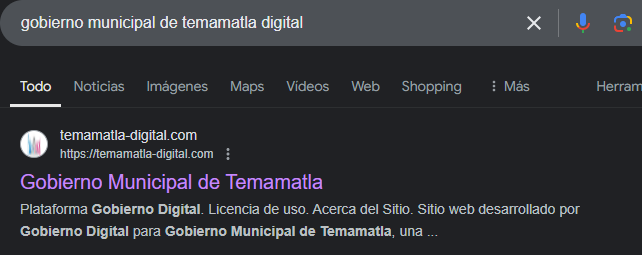 gobierno municipal de temamatla digital
Todo Noticias Imágenes Maps Vídeos Web Shopping Más Herram
temamatla-digital.com
https://temamatla-digital.com
Gobierno Municipal de Temamatla
Plataforma Gobierno Digital. Licencia de uso. Acerca del Sitio. Sitio web desarrollado por
Gobierno Digital para Gobierno Municipal de Temamatla, una ...